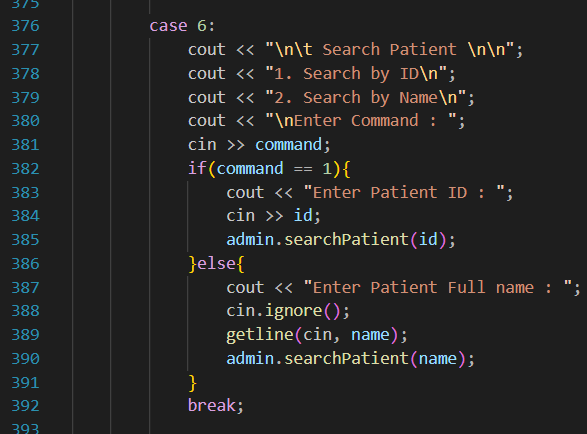 375
376 case 6:
377 cout << "\n\t Search Patient \n\n";
378 cout << "1. Search by ID\n";
379 cout << "2. Search by Name\n";
380 cout << "\nEnter Command : ";
381 cin >> command;
382 if(command == 1){
383 cout << "Enter Patient ID : ";
384 cin >> id;
385 admin.searchPatient(id);
386 }else{
387 cout << "Enter Patient Full name : ";
388 cin.ignore();
389 getline(cin, name);
390 admin.searchPatient(name);
391 }
392 break;
393